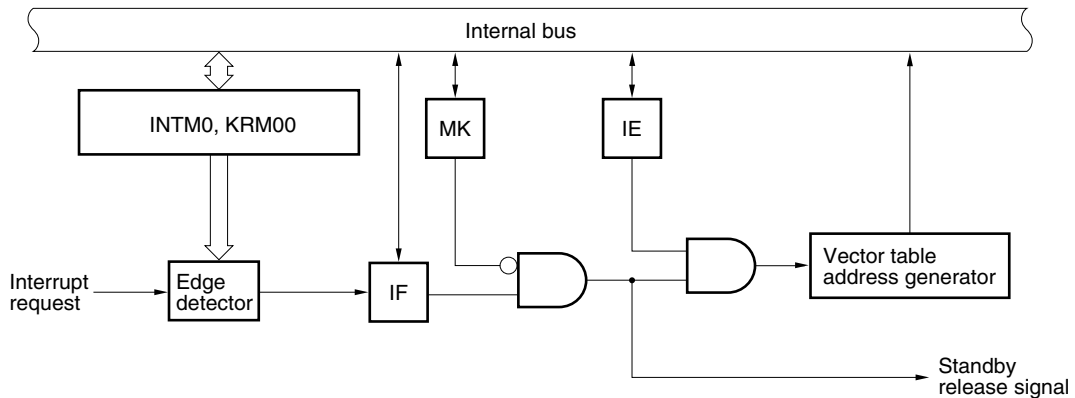 Internal bus
INTM0, KRM00
MK
IE
Interrupt
request
Edge
detector
IF
Vector table
address generator
Standby
release signal